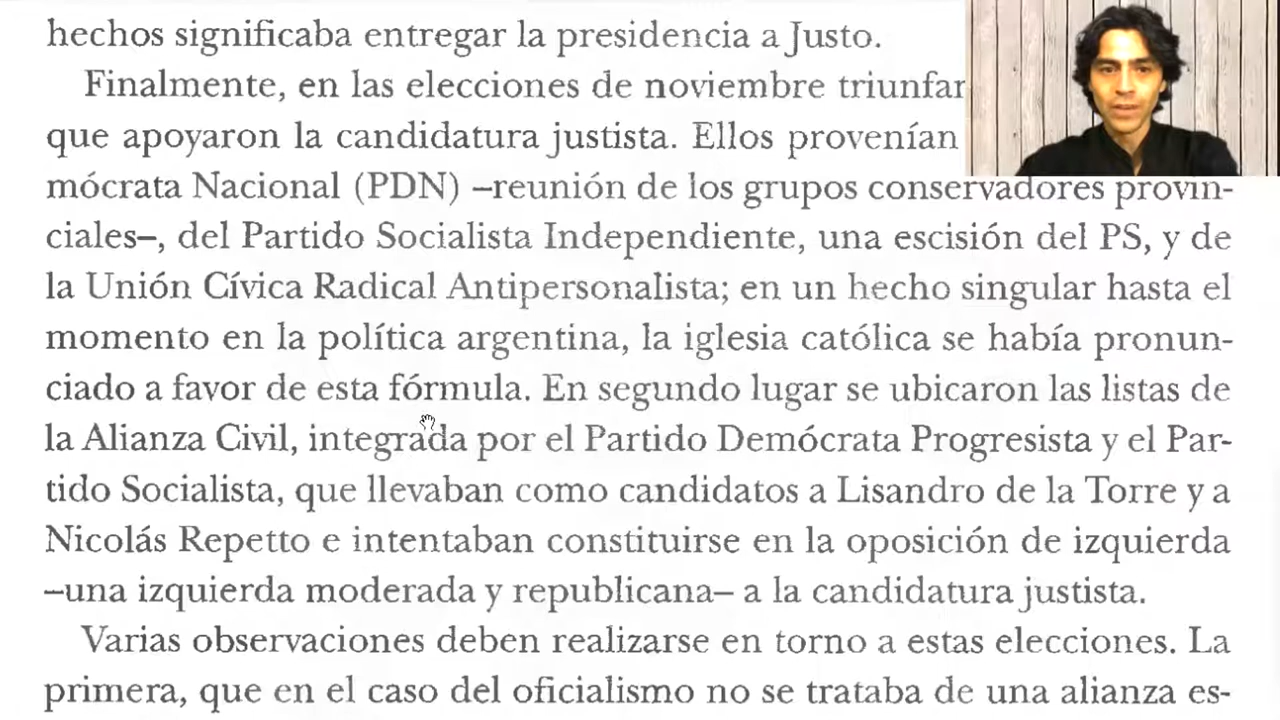 hechos significaba entregar la presidencia a Justo.
Finalmente, en las elecciones de noviembre
que apoyaron la candidatura justista. Ellos provenían
mócrata Nacional (PDN) –reunión de los grupos conservadores provin-
ciales–, del Partido Socialista Independiente, una escisión del PS, y de
la Unión Cívica Radical Antipersonalista; en un hecho singular hasta el
momento en la política argentina, la iglesia católica se había pronun-
ciado a favor de esta fórmula. En segundo lugar se ubicaron las listas de
la Alianza Civil, integrada por el Partido Demócrata Progresista y el Par-
tido Socialista, que llevaban como candidatos a Lisandro de la Torre y a
Nicolás Repetto e intentaban constituirse en la oposición de izquierda
–una izquierda moderada y republicana– a la candidatura justista.
Varias observaciones deben realizarse en torno a estas elecciones. La
primera, que en el caso del oficialismo no se trataba de una alianza es-